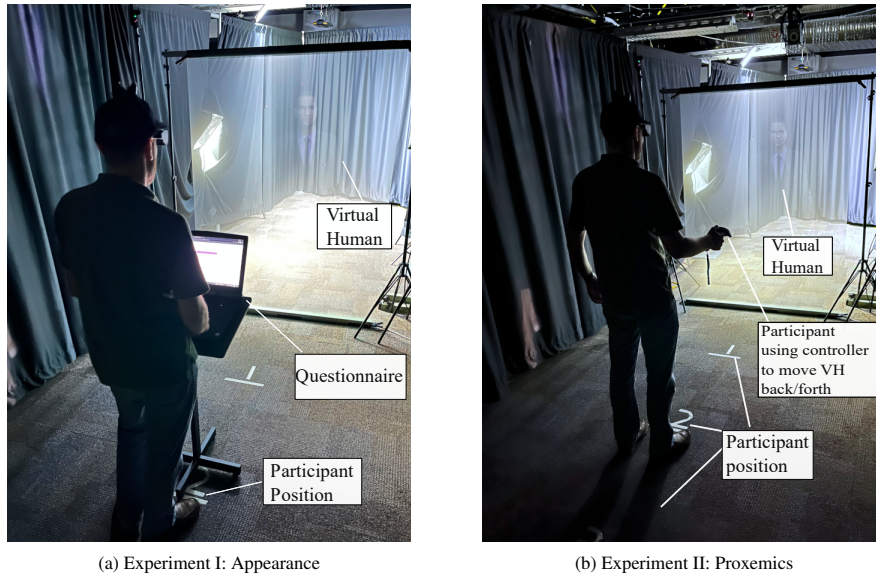 Virtual
Human
Questionnaire
Participant
Position
(a) Experiment I: Appearance
Virtual
Human
Participant
using controller
to move VH
back/forth
2
Participant
position
(b) Experiment II: Proxemics